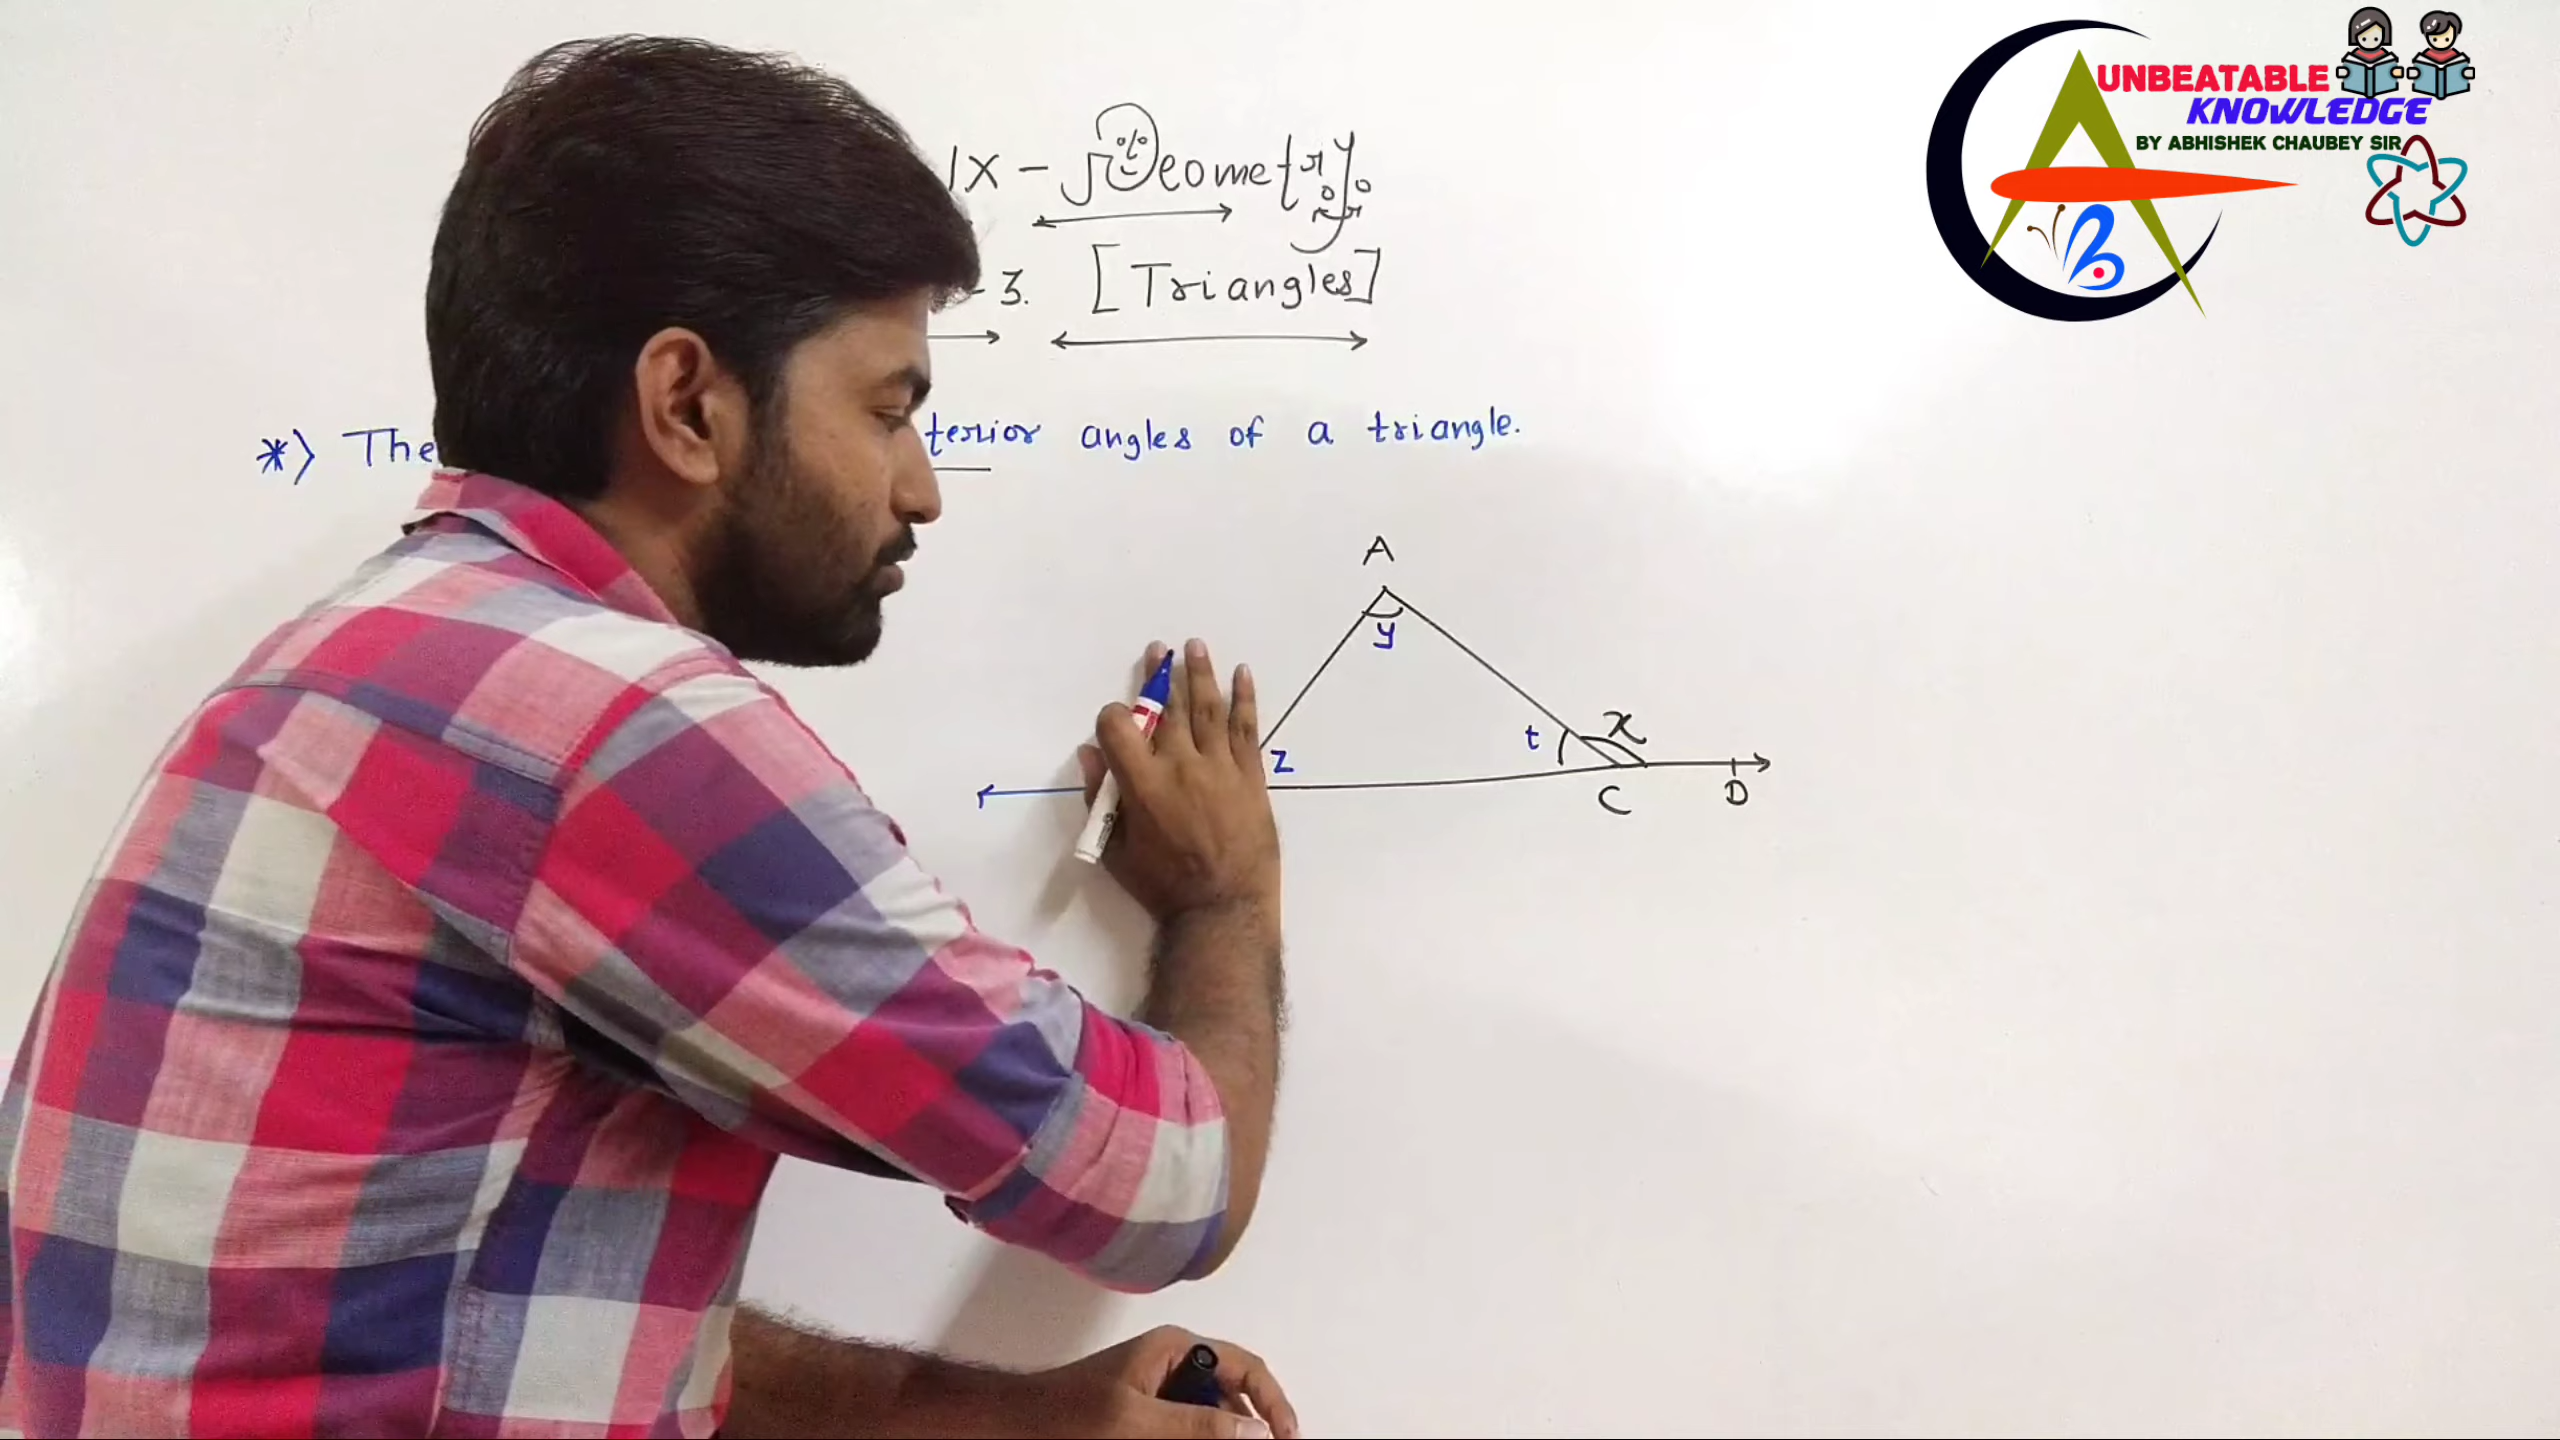 UNBEATABLE
KNOWLEDGE
BY ABHISHEK CHAUBEY SIR
IX - Geometry
- 3. [Triangles]
*) The terior angles of a triangle.
A
y
x
t
z
C
D